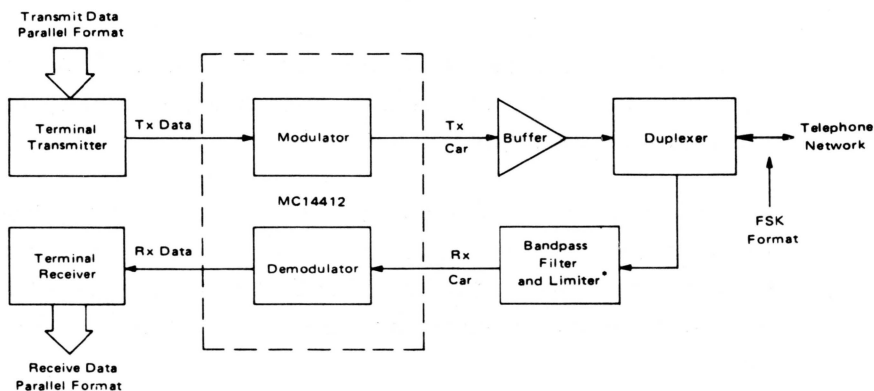 Transmit Data
Parallel Format
Terminal
Transmitter
Tx Data
Modulator
Tx
Car
Buffer
Duplexer
Telephone
Network
FSK
Format
MC14412
Terminal
Receiver
Rx Data
Demodulator
Rx
Car
Bandpass
Filter
and Limiter*
Receive Data
Parallel Format